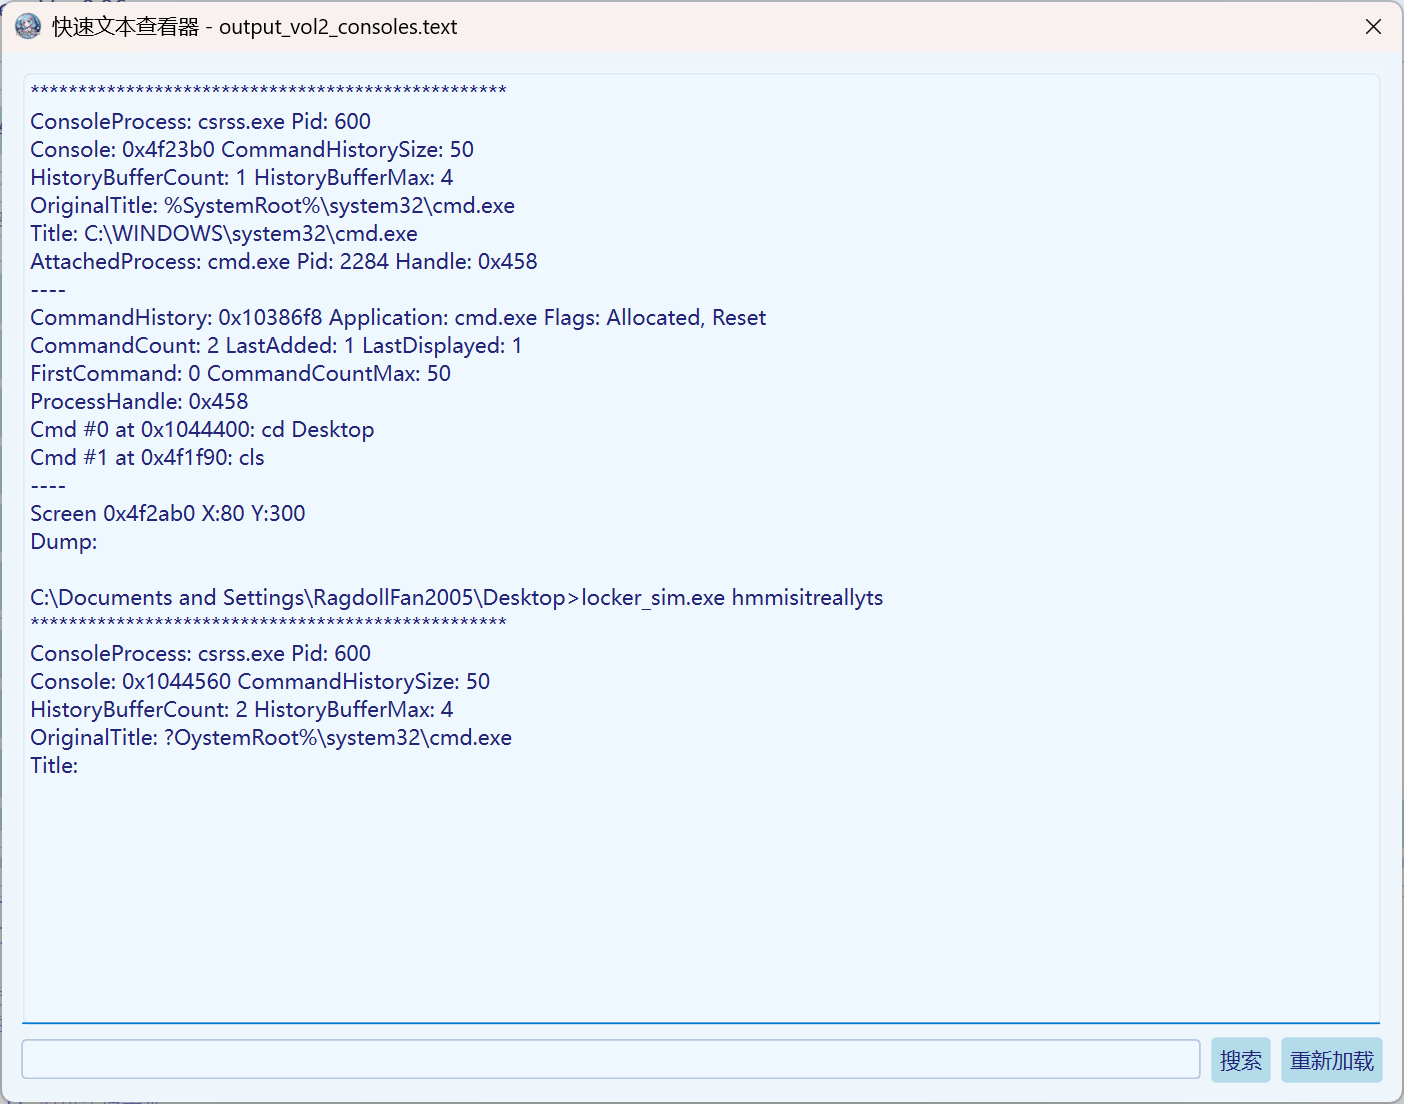 快速文本查看器 - output_vol2_consoles.text
**************************************************
ConsoleProcess: csrss.exe Pid: 600
Console: 0x4f23b0 CommandHistorySize: 50
HistoryBufferCount: 1 HistoryBufferMax: 4
OriginalTitle: %SystemRoot%\system32\cmd.exe
Title: C:\WINDOWS\system32\cmd.exe
AttachedProcess: cmd.exe Pid: 2284 Handle: 0x458
----
CommandHistory: 0x10386f8 Application: cmd.exe Flags: Allocated, Reset
CommandCount: 2 LastAdded: 1 LastDisplayed: 1
FirstCommand: 0 CommandCountMax: 50
ProcessHandle: 0x458
Cmd #0 at 0x1044400: cd Desktop
Cmd #1 at 0x4f1f90: cls
----
Screen 0x4f2ab0 X:80 Y:300
Dump:
C:\Documents and Settings\RagdollFan2005\Desktop>locker_sim.exe hmmisitreallyts
**************************************************
ConsoleProcess: csrss.exe Pid: 600
Console: 0x1044560 CommandHistorySize: 50
HistoryBufferCount: 2 HistoryBufferMax: 4
OriginalTitle: ?OystemRoot%\system32\cmd.exe
Title:
搜索
重新加载